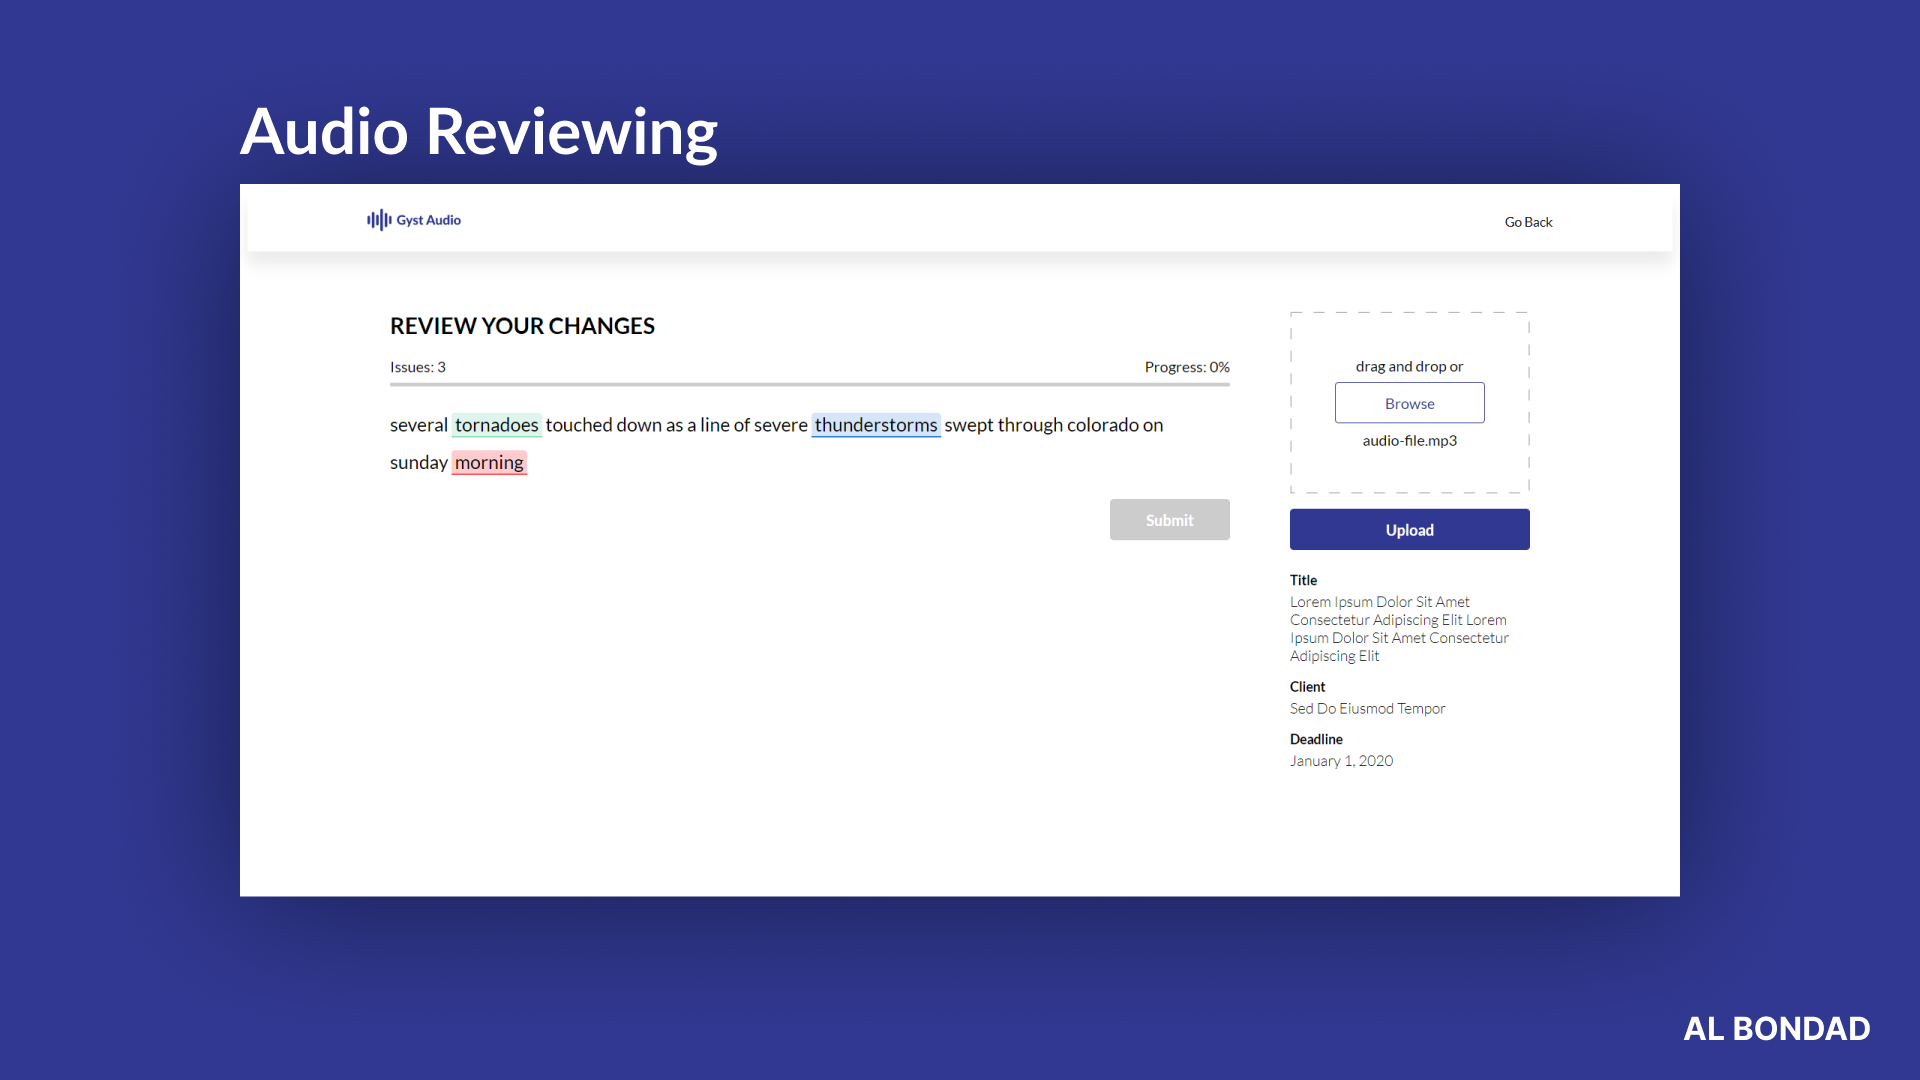 Audio Reviewing
Gyst Audio
Go Back
REVIEW YOUR CHANGES
Issues: 3
Progress: 0%
several tornadoes touched down as a line of severe thunderstorms swept through colorado on
sunday morning
Submit
drag and drop or
Browse
audio-file.mp3
Upload
Title
Lorem Ipsum Dolor Sit Amet
Consectetur Adipiscing Elit Lorem
Ipsum Dolor Sit Amet Consectetur
Adipiscing Elit
Client
Sed Do Eiusmod Tempor
Deadline
January 1, 2020
AL BONDAD